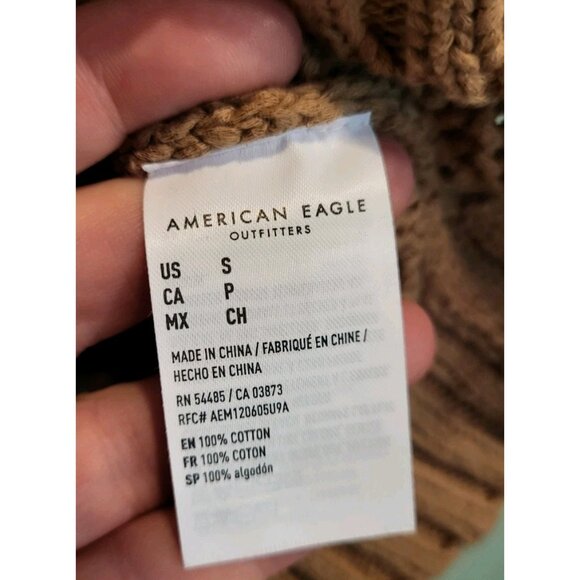 AMERICAN EAGLE
OUTFITTERS
US S
CA P
MX CH
MADE IN CHINA / FABRIQUÉ EN CHINE /
HECHO EN CHINA
RN 54485 / CA 03873
RFC# AEM120605U9A
EN 100% COTTON
FR 100% COTON
SP 100% algodón